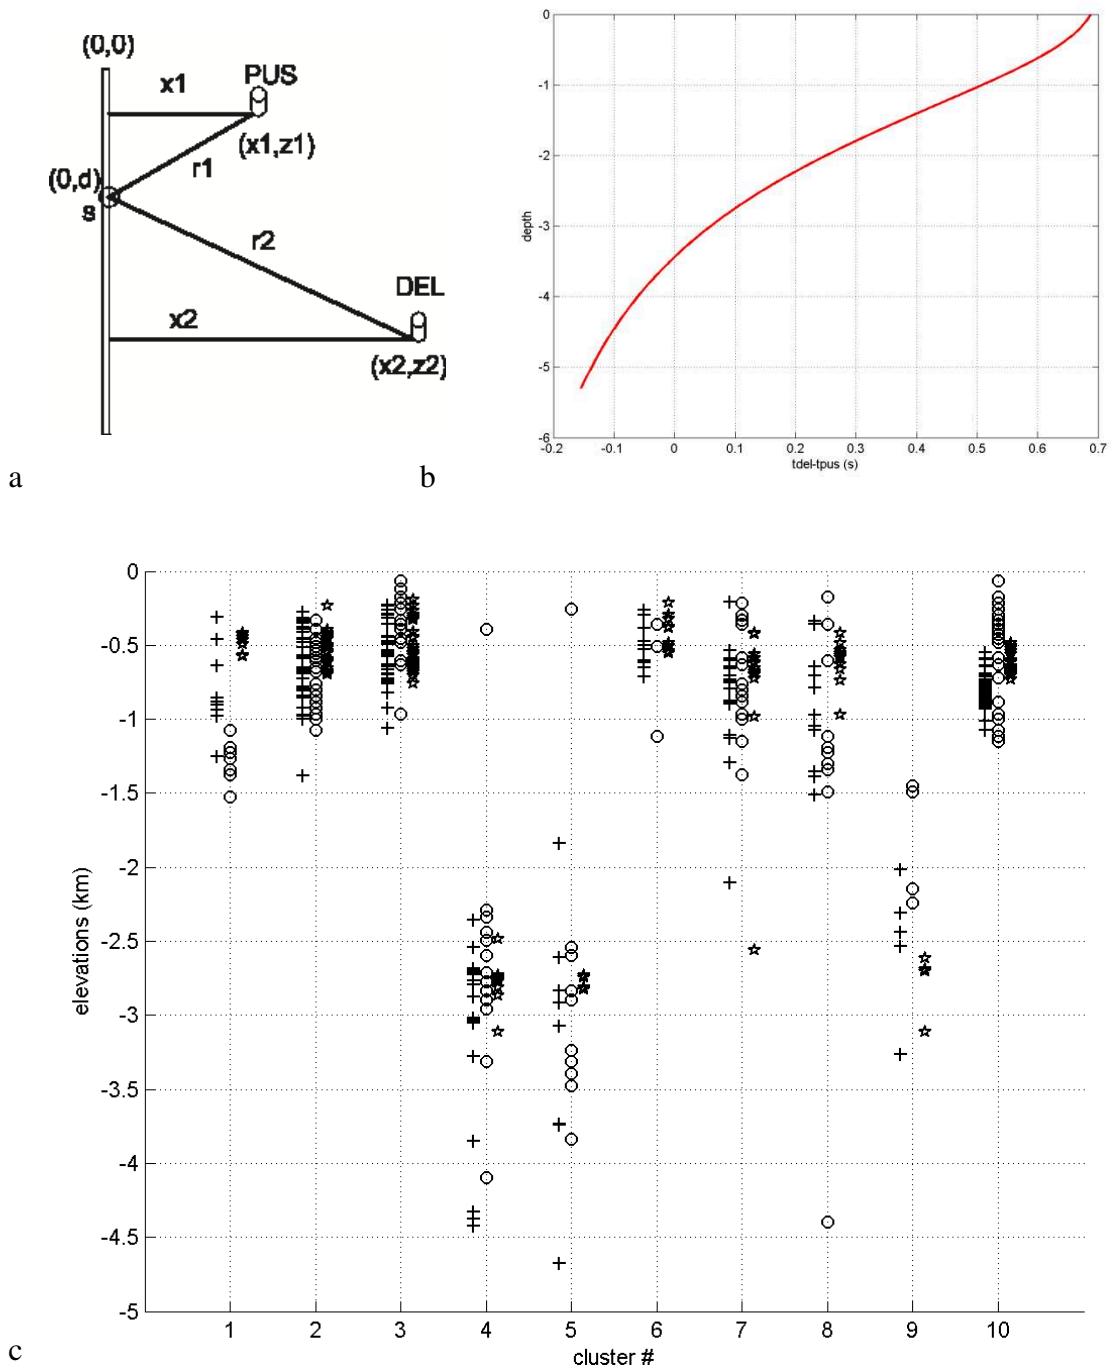 (0,0)
x1
PUS
(x1,z1)
r1
(0,d)
s
r2
DEL
x2
(x2,z2)
a
0
-1
-2
-3
-4
-5
-6
depth
-0.2 -0.1 0 0.1 0.2 0.3 0.4 0.5 0.6 0.7
tdel-tpus (s)
b
0
-0.5
-1
-1.5
-2
-2.5
-3
-3.5
-4
-4.5
-5
elevations (km)
1 2 3 4 5 6 7 8 9 10
cluster #
c